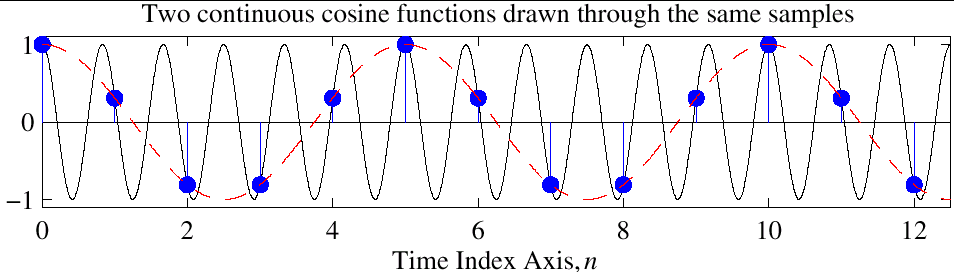 Two continuous cosine functions drawn through the same samples
1
0
−1
0 2 4 6 8 10 12
Time Index Axis, n